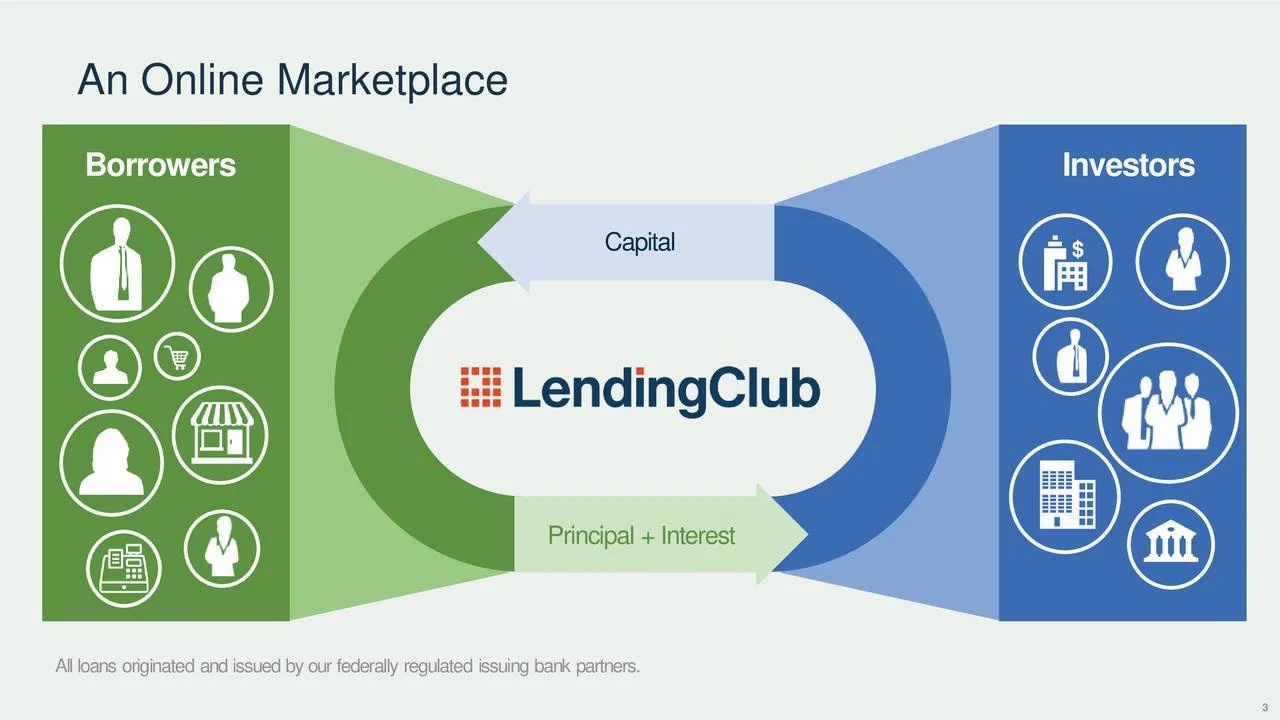 An Online Marketplace
Borrowers
Investors
$
Capital
LendingClub
Principal + Interest
All loans originated and issued by our federally regulated issuing bank partners.
3